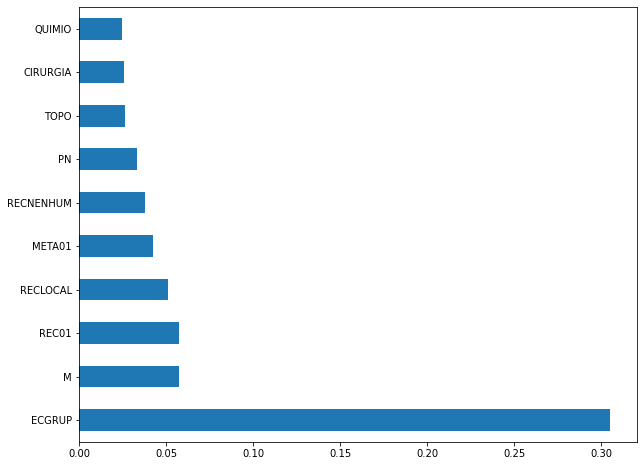 QUIMIO
CIRURGIA
TOPO
PN
RECNENHUM
META01
RECLOCAL
REC01
M
ECGRUP
0.00 0.05 0.10 0.15 0.20 0.25 0.30